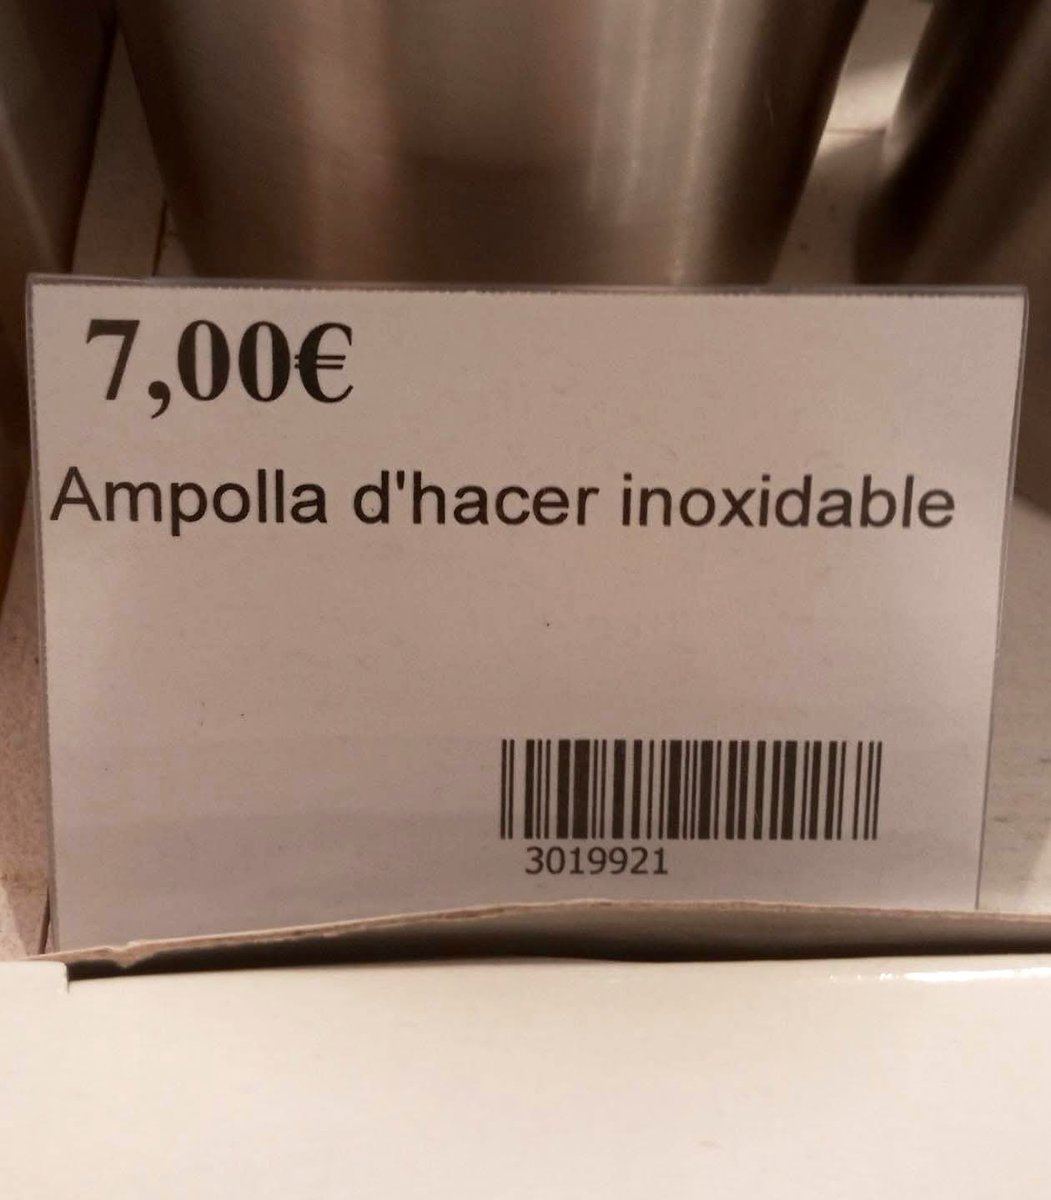 7,00€
Ampolla d'hacer inoxidable
3019921